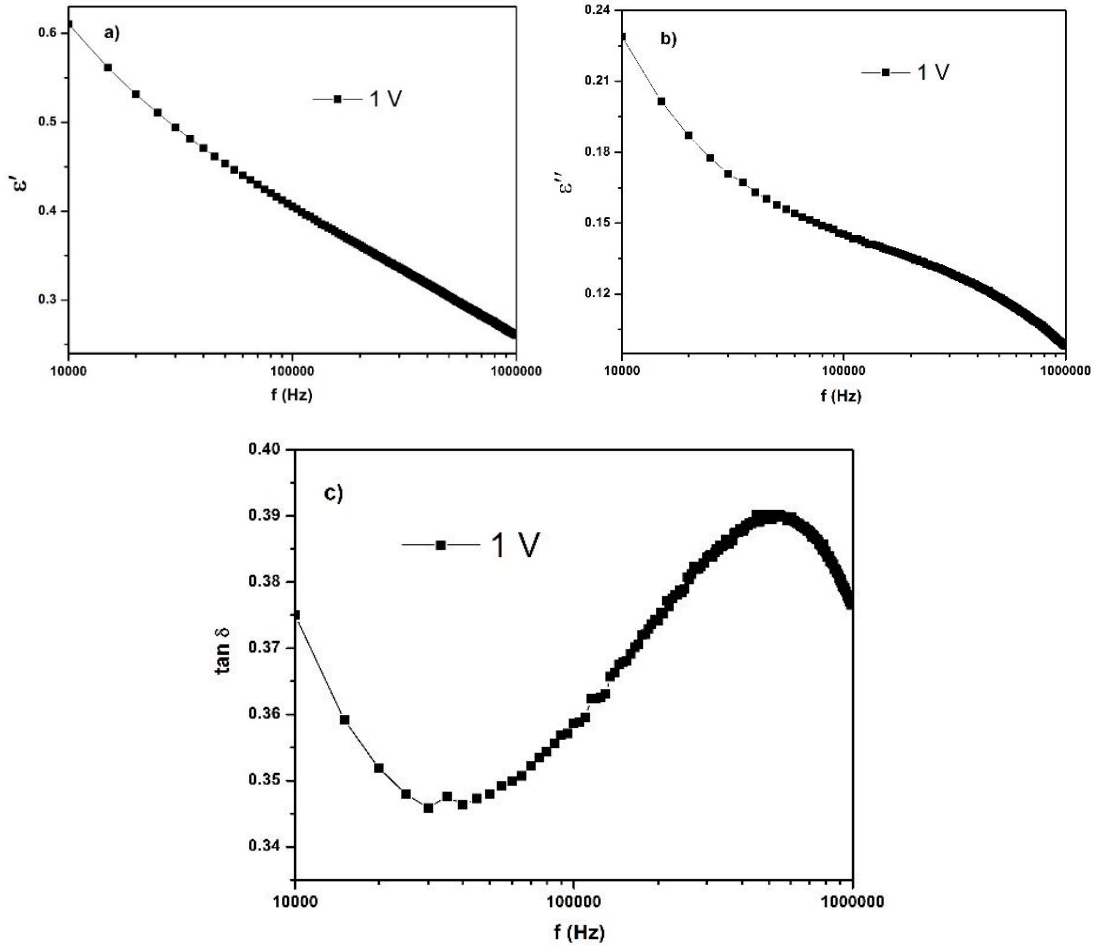 a)
1 V
0.6
0.5
0.4
0.3
ε′
10000
100000
1000000
f (Hz)
b)
1 V
0.24
0.21
0.18
0.15
0.12
ε′′
10000
100000
1000000
f (Hz)
c)
1 V
0.40
0.39
0.38
0.37
0.36
0.35
0.34
tan δ
10000
100000
1000000
f (Hz)